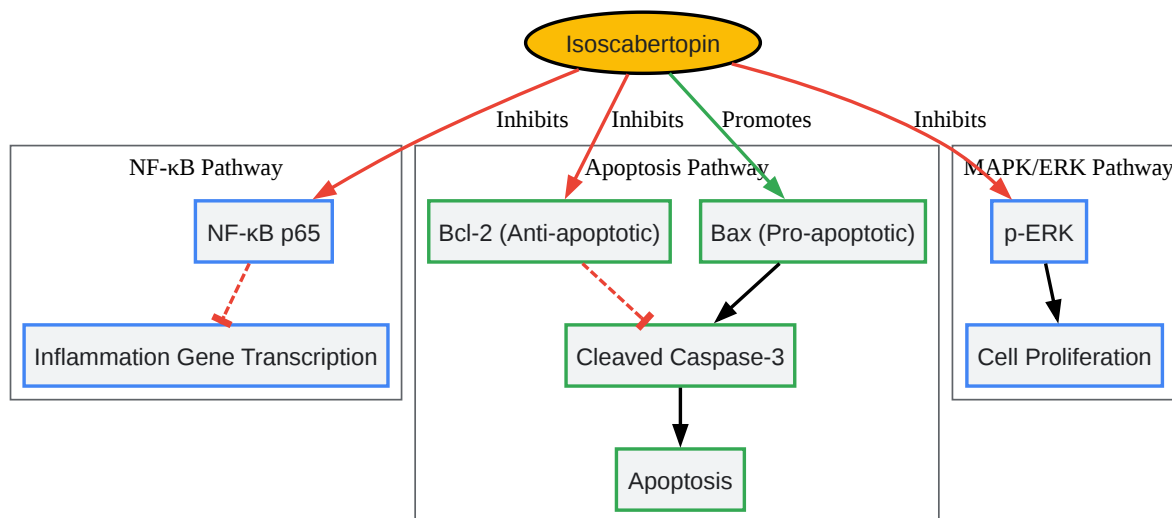 Isoscabertopin
Inhibits
Inhibits
Promotes
Inhibits
NF-κB Pathway
Apoptosis Pathway
MAPK/ERK Pathway
NF-κB p65
Bcl-2 (Anti-apoptotic)
Bax (Pro-apoptotic)
p-ERK
Inflammation Gene Transcription
Cleaved Caspase-3
Cell Proliferation
Apoptosis